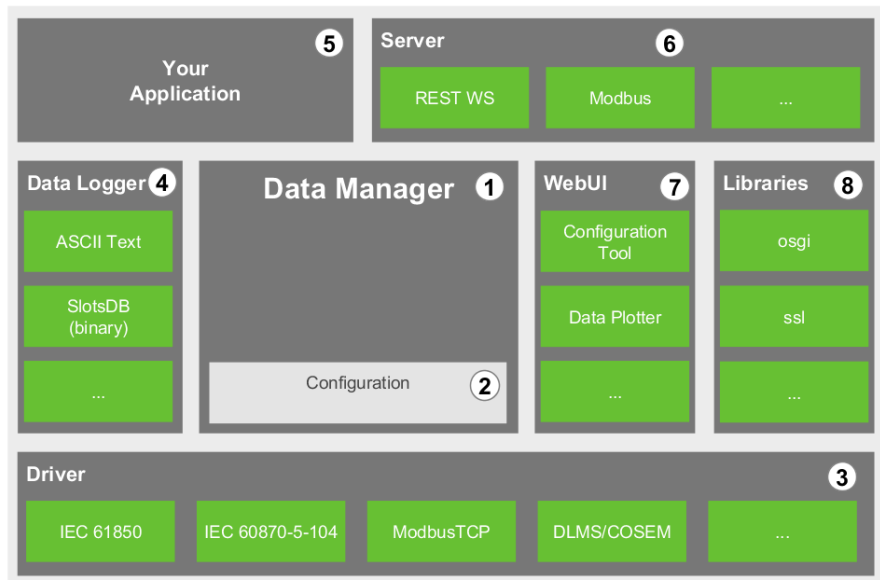 Your
Application
5
Server
6
REST WS
Modbus
...
Data Logger
4
ASCII Text
SlotsDB
(binary)
...
Data Manager
1
Configuration
2
WebUI
7
Configuration
Tool
Data Plotter
...
Libraries
8
osgi
ssl
...
Driver
3
IEC 61850
IEC 60870-5-104
ModbusTCP
DLMS/COSEM
...